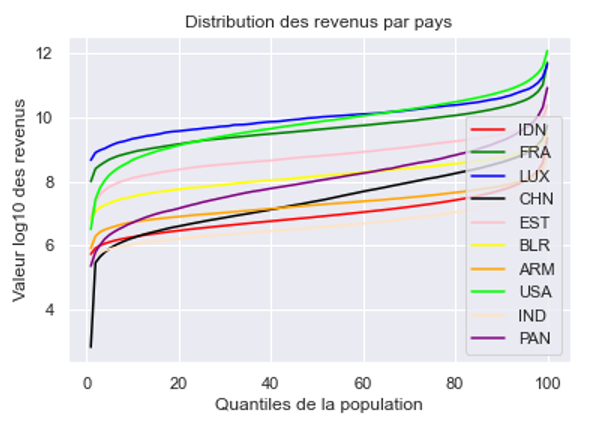 Distribution des revenus par pays
Valeur log10 des revenus
12
10
8
6
4
0 20 40 60 80 100
Quantiles de la population
IDN
FRA
LUX
CHN
EST
BLR
ARM
USA
IND
PAN